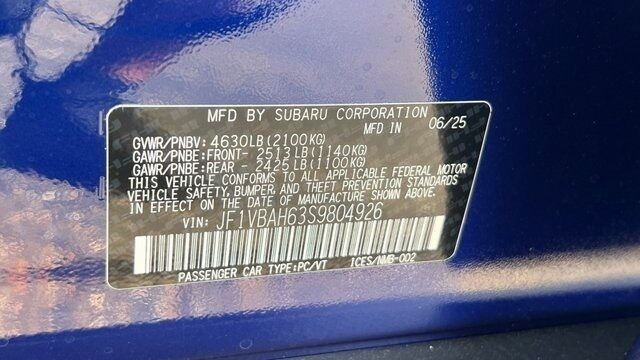 MFD BY SUBARU CORPORATION
MFD IN 06/25
GVWR/PNBV: 4630LB(2100KG)
GAWR/PNBE:FRONT- 2513LB(1140KG)
GAWR/PNBE:REAR - 2425LB(1100KG)
THIS VEHICLE CONFORMS TO ALL APPLICABLE FEDERAL MOTOR
VEHICLE SAFETY, BUMPER, AND THEFT PREVENTION STANDARDS
IN EFFECT ON THE DATE OF MANUFACTURE SHOWN ABOVE.
VIN: JF1VBAH63S9804926
PASSENGER CAR TYPE:PC/VT ICES/NMB-002